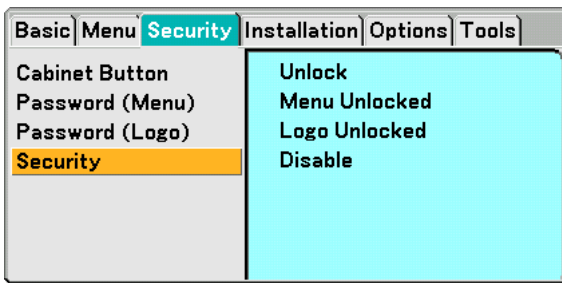 Basic Menu Security Installation Options Tools
Cabinet Button Unlock
Password (Menu) Menu Unlocked
Password (Logo) Logo Unlocked
Security Disable